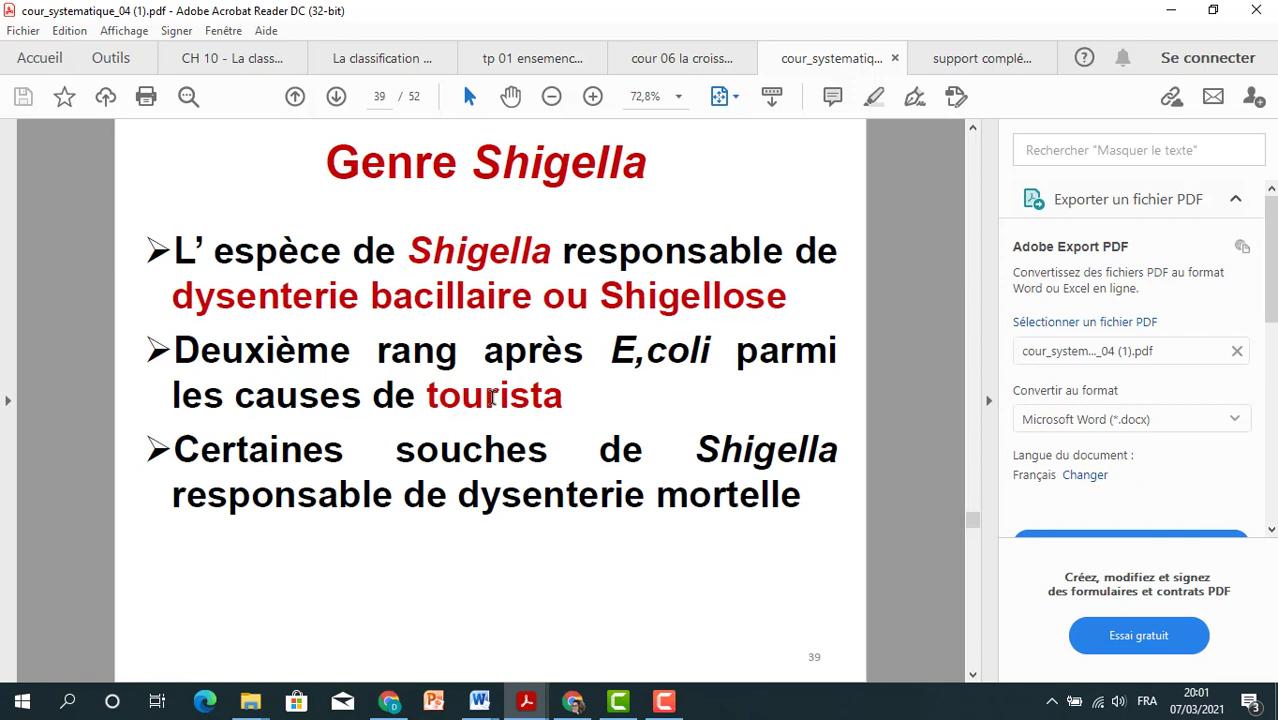 cour_systematique_04 (1).pdf - Adobe Acrobat Reader DC (32-bit)
Fichier Edition Affichage Signer Fenêtre Aide
Accueil Outils CH 10 - La class... La classification ... tp 01 ensemenc... cour 06 la croiss... cour_systematiq... × support complé... Se connecter
39 / 52 72,8%
Genre Shigella
➢L’ espèce de Shigella responsable de
dysenterie bacillaire ou Shigellose
➢Deuxième rang après E,coli parmi
les causes de tourista
➢Certaines souches de Shigella
responsable de dysenterie mortelle
39
Rechercher "Masquer le texte"
Exporter un fichier PDF
Adobe Export PDF
Convertissez des fichiers PDF au format
Word ou Excel en ligne.
Sélectionner un fichier PDF
cour_system..._04 (1).pdf
Convertir au format
Microsoft Word (*.docx)
Langue du document :
Français Changer
Créez, modifiez et signez
des formulaires et contrats PDF
Essai gratuit
FRA
20:01
07/03/2021
3